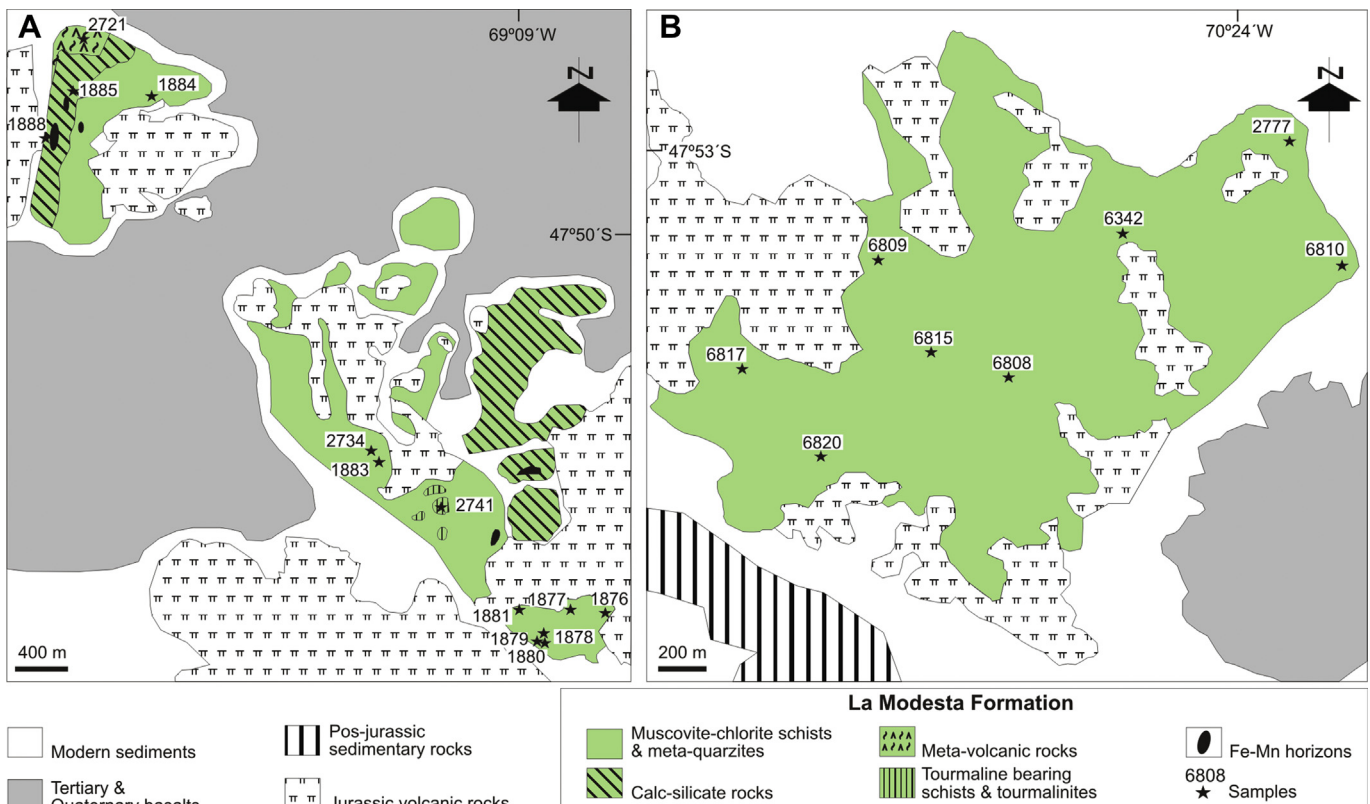 A
2721
69º09´W
N
1885
1884
1888
47º50´S
2734
1883
2741
1881
1877
1876
1879
1878
1880
400 m
B
70º24´W
N
2777
47º53´S
6342
6809
6810
6815
6817
6808
6820
200 m
La Modesta Formation
Modern sediments
Pos-jurassic
sedimentary rocks
Muscovite-chlorite schists
& meta-quarzites
Meta-volcanic rocks
Fe-Mn horizons
Tertiary &
Quaternary basalts
Jurassic volcanic rocks
Calc-silicate rocks
Tourmaline bearing
schists & tourmalinites
6808
Samples